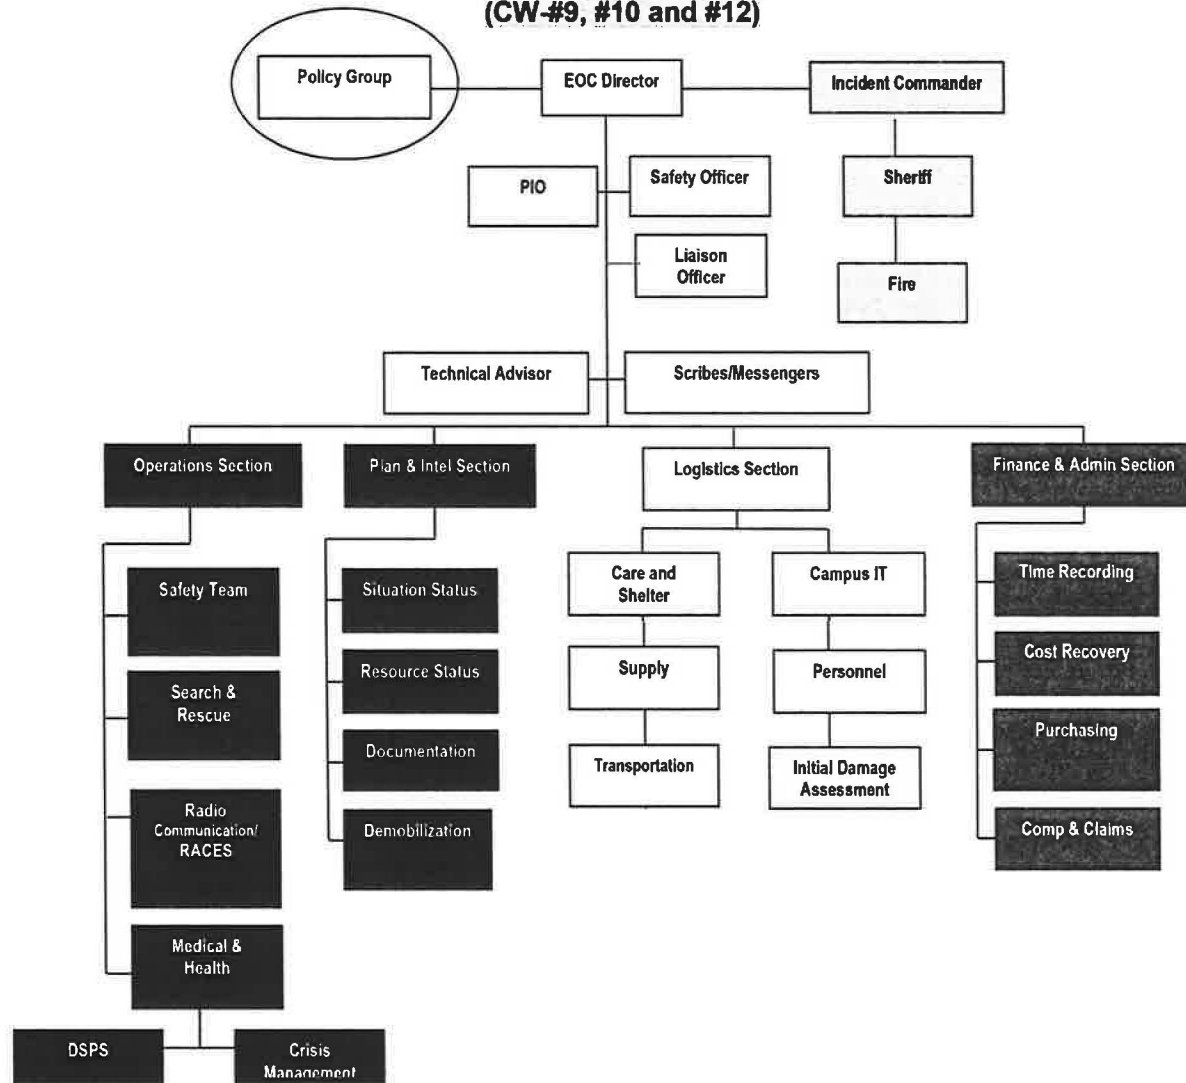 (CW-#9, #10 and #12)
Policy Group
EOC Director
Incident Commander
PIO
Safety Officer
Sheriff
Liaison
Officer
Fire
Technical Advisor
Scribes/Messengers
Operations Section
Plan & Intel Section
Logistics Section
Finance & Admin Section
Safety Team
Search &
Rescue
Radio
Communication/
RACES
Medical &
Health
DSPS
Crisis
Management
Situation Status
Resource Status
Documentation
Demobilization
Care and
Shelter
Supply
Transportation
Campus IT
Personnel
Initial Damage
Assessment
Time Recording
Cost Recovery
Purchasing
Comp & Claims